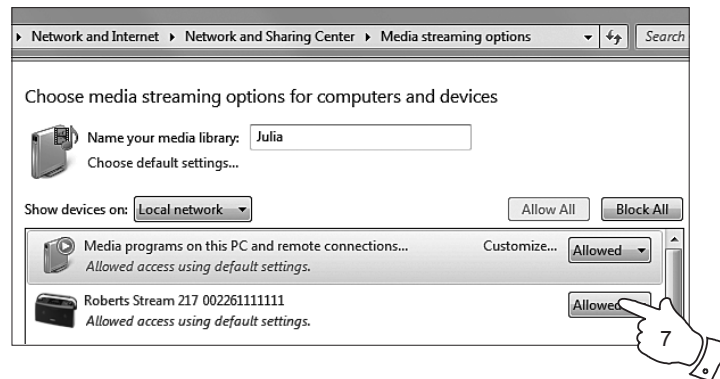 Network and Internet Network and Sharing Center Media streaming options Search
Choose media streaming options for computers and devices
Name your media library: Julia
Choose default settings...
Show devices on: Local network Allow All Block All
Media programs on this PC and remote connections... Customize... Allowed
Allowed access using default settings.
Roberts Stream 217 002261111111 Allowed
Allowed access using default settings.
7